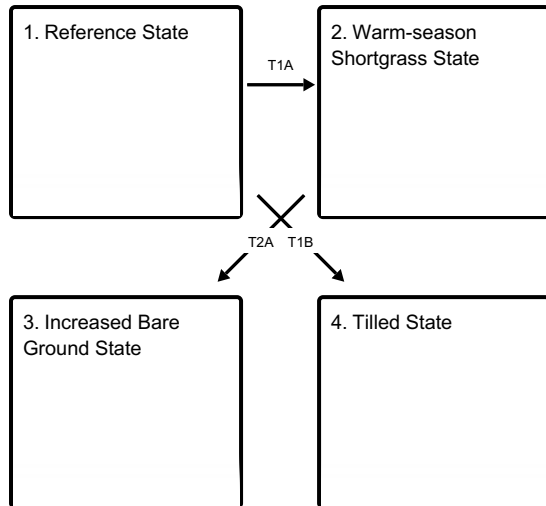 1. Reference State
T1A
2. Warm-season
Shortgrass State
T2A
T1B
3. Increased Bare
Ground State
4. Tilled State